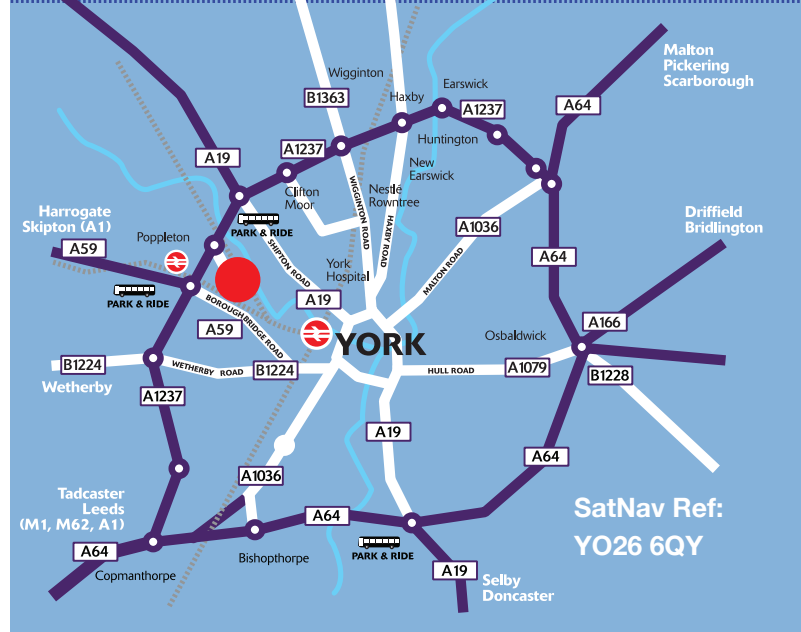 Malton
Pickering
Scarborough
Wigginton
Earswick
B1363
Haxby
A1237
A64
A1237
Huntington
A19
New
Earswick
Clifton
Moor
Nestlé
Rowntree
Harrogate
Skipton (A1)
A59
Poppleton
PARK & RIDE
WIGGINTON ROAD
HAXBY ROAD
A1036
Driffield
Bridlington
SHIPTON ROAD
York
Hospital
MALTON ROAD
A64
PARK & RIDE
A19
BOROUGHBRIDGE ROAD
A59
YORK
Osbaldwick
A166
B1224
WETHERBY ROAD
B1224
HULL ROAD
A1079
B1228
Wetherby
A1237
A19
A64
A1036
Tadcaster
Leeds
(M1, M62, A1)
A64
SatNav Ref:
YO26 6QY
A64
Copmanthorpe
Bishopthorpe
PARK & RIDE
A19
Selby
Doncaster